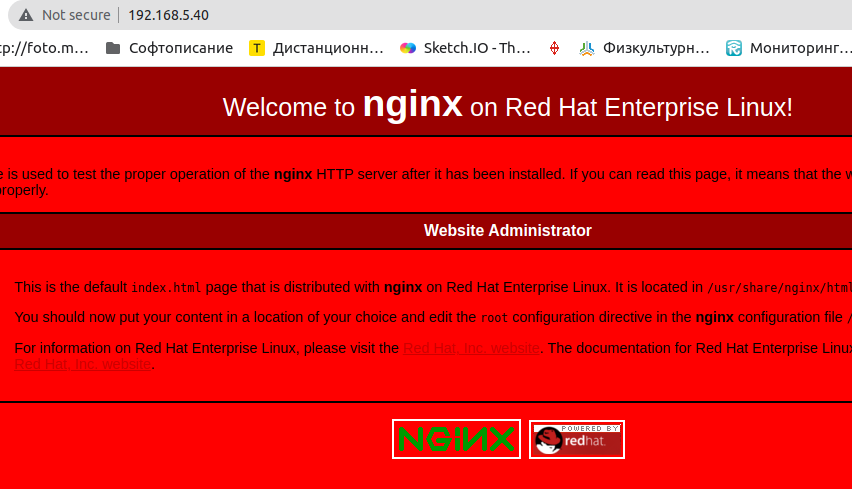 Not secure 192.168.5.40
tp://foto.m… Софтописание Дистанционн… Sketch.IO - Th… Физкультурн… Мониторинг…
Welcome to nginx on Red Hat Enterprise Linux!
is used to test the proper operation of the nginx HTTP server after it has been installed. If you can read this page, it means that the
properly.
Website Administrator
This is the default index.html page that is distributed with nginx on Red Hat Enterprise Linux. It is located in /usr/share/nginx/html
You should now put your content in a location of your choice and edit the root configuration directive in the nginx configuration file /
For information on Red Hat Enterprise Linux, please visit the Red Hat, Inc. website. The documentation for Red Hat Enterprise Linux
Red Hat, Inc. website.
NGINX POWERED BY redhat.